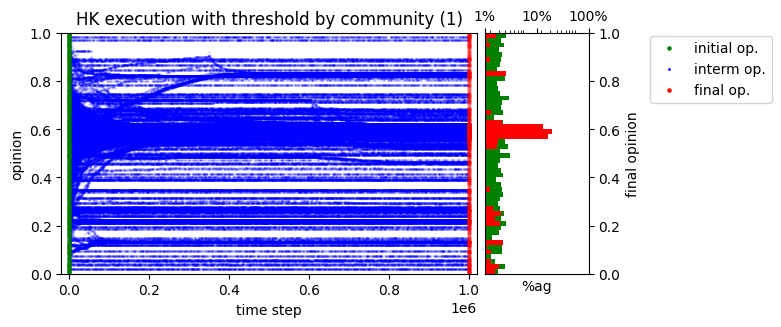 HK execution with threshold by community (1)
1% 10% 100%
1.0 1.0
0.8 0.8
0.6 0.6
0.4 0.4
0.2 0.2
0.0 0.0
opinion
final opinion
initial op.
interm op.
final op.
0.0 0.2 0.4 0.6 0.8 1.0
1e6
time step
%ag